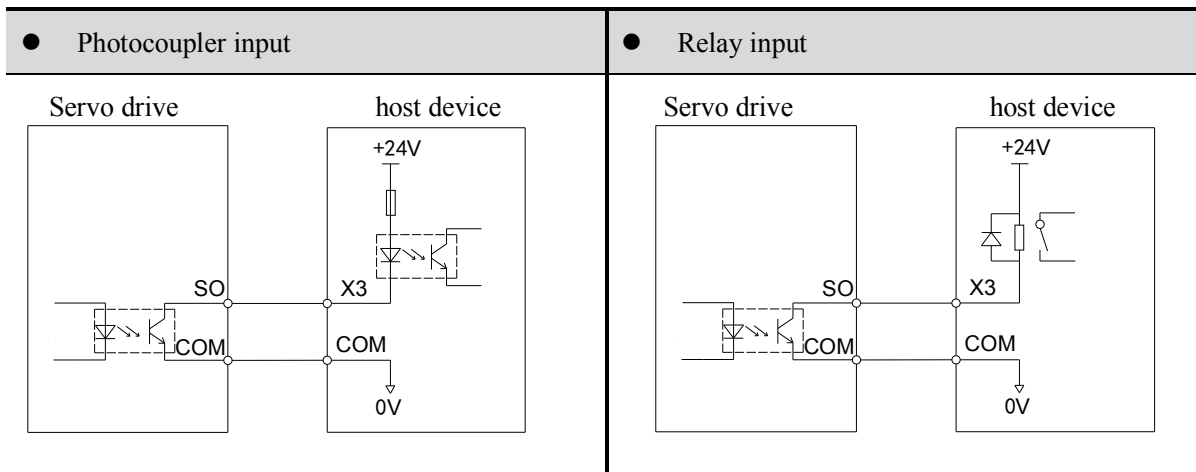 ● Photocoupler input
● Relay input
Servo drive host device
+24V
SO X3
COM COM
0V
Servo drive host device
+24V
SO X3
COM COM
0V